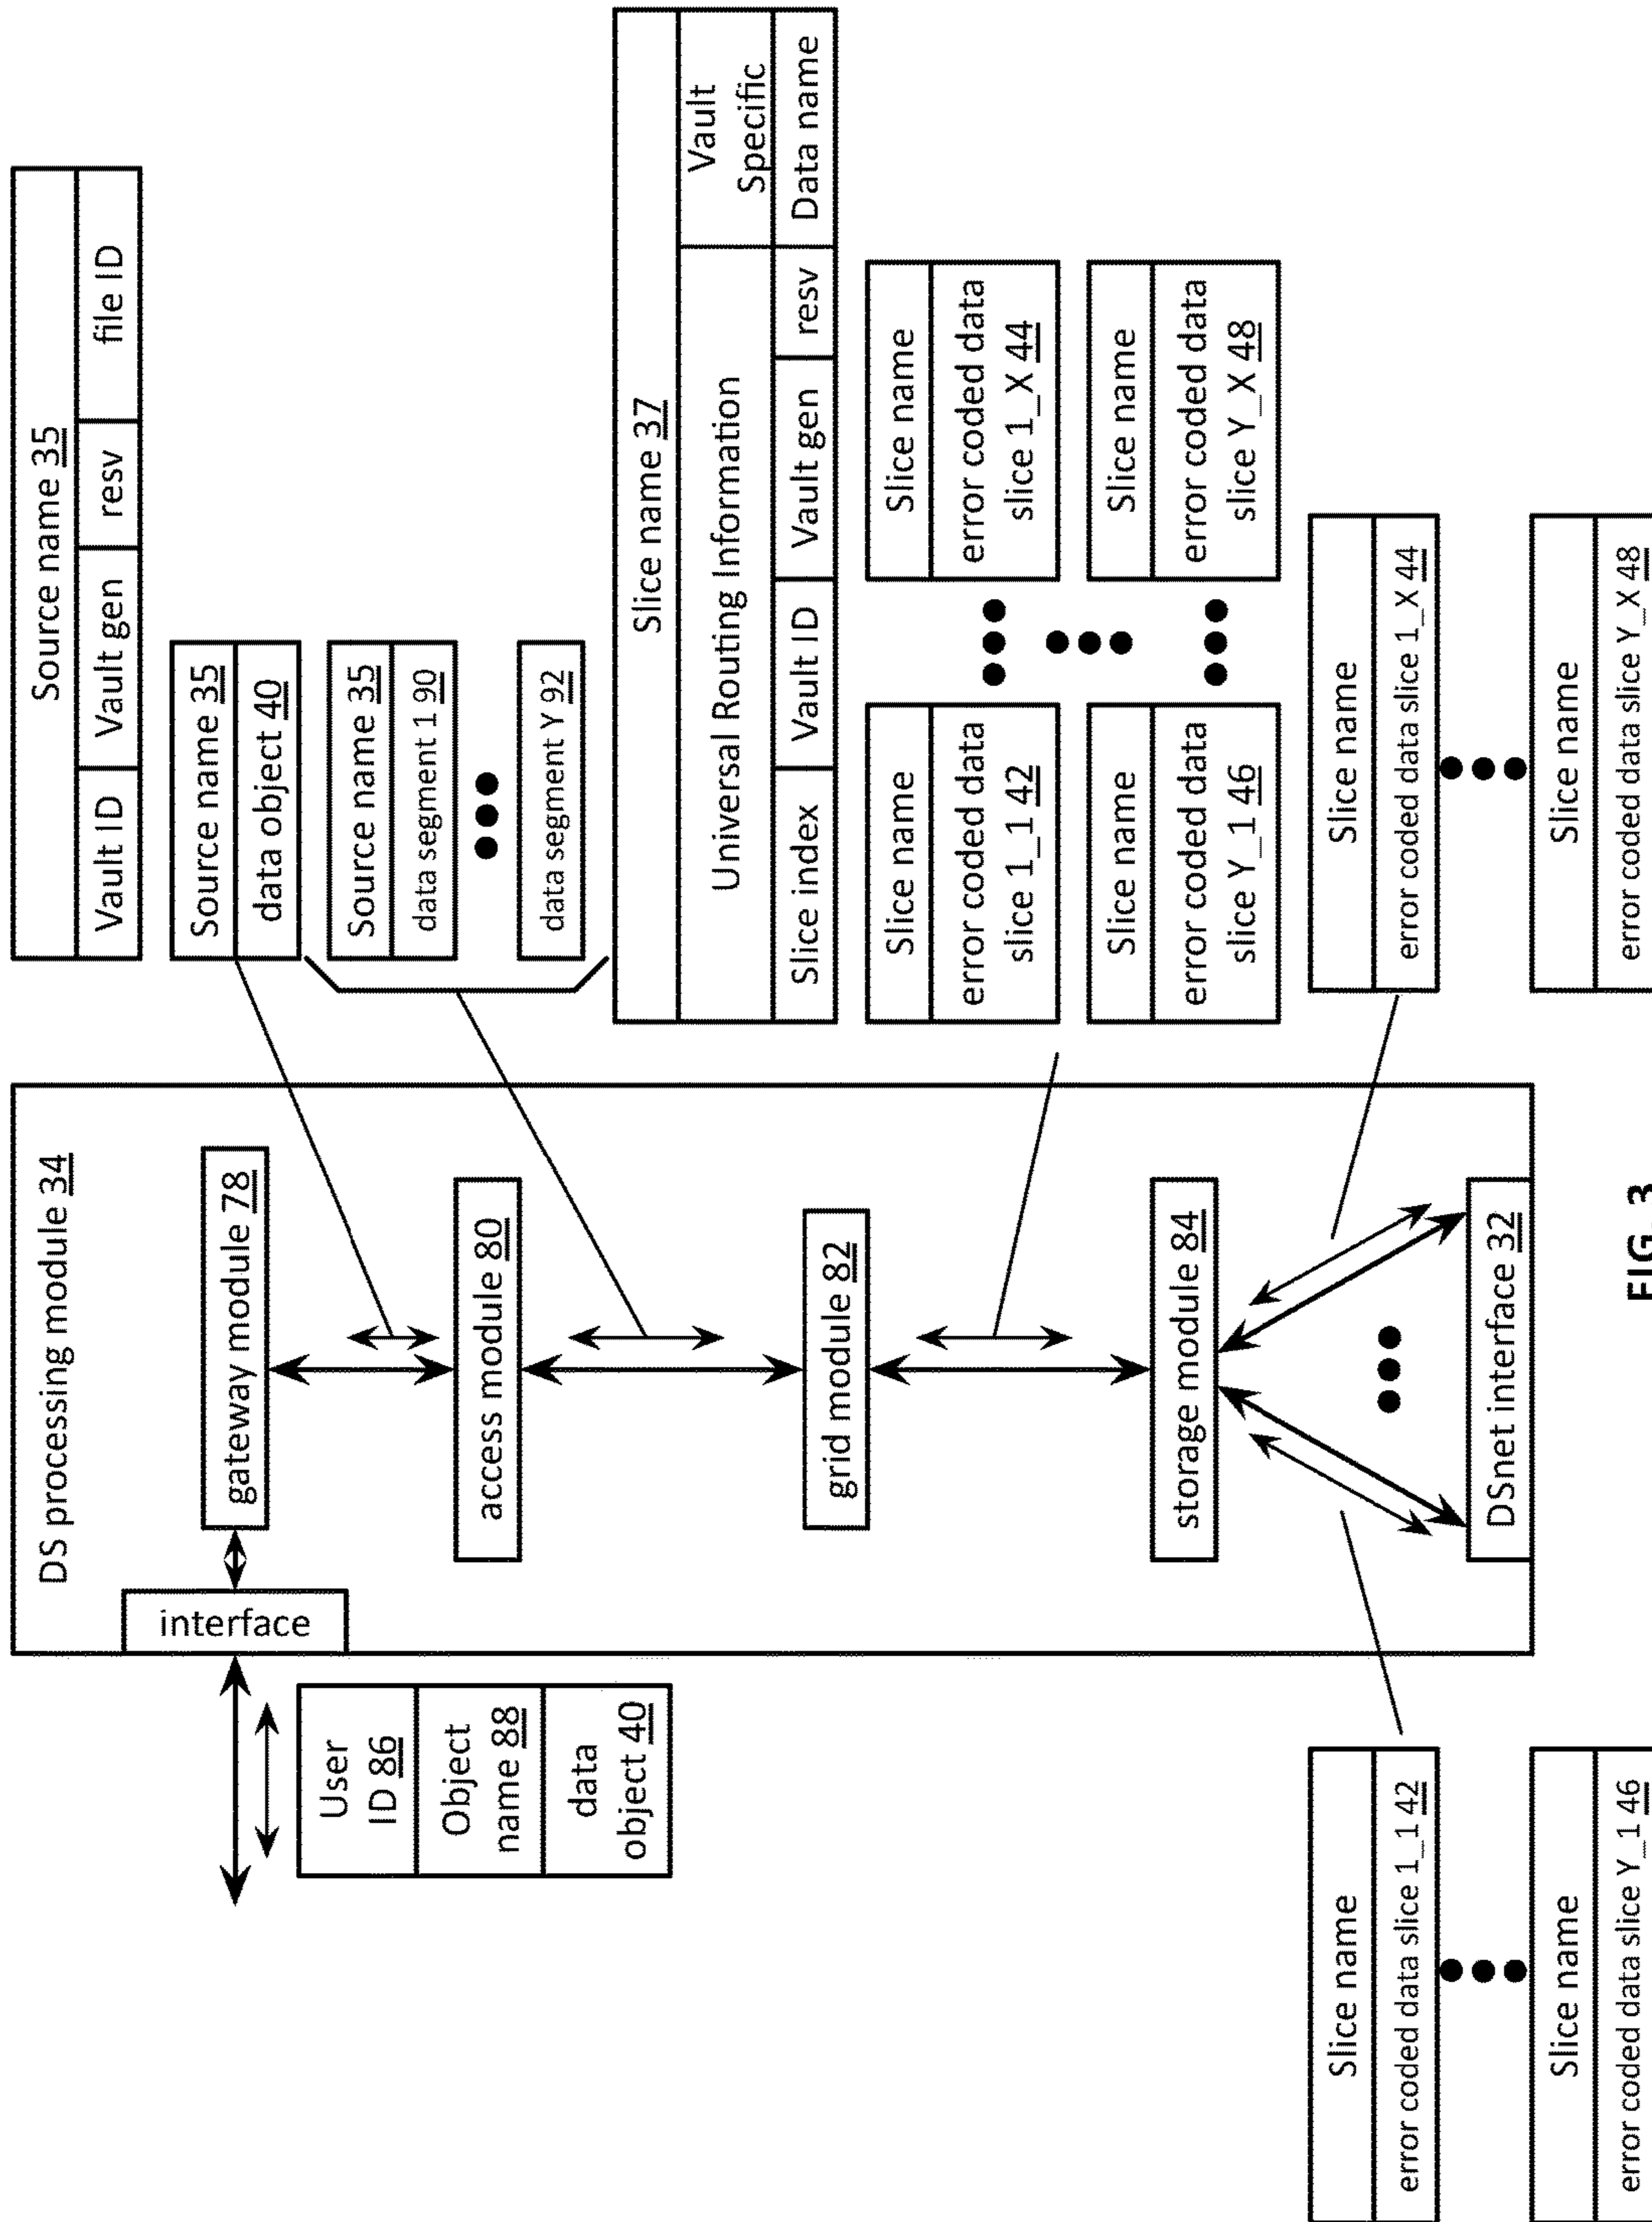 DS processing module 34
interface
User
ID 86
Object
name 88
data
object 40
gateway module 78
access module 80
grid module 82
storage module 84
DSnet interface 32
Source name 35
Vault ID
Vault gen
resv
file ID
Source name 35
data object 40
Source name 35
data segment 1 90
data segment Y 92
Slice name 37
Universal Routing Information
Vault
Specific
Slice index
Vault ID
Vault gen
resv
Data name
Slice name
error coded data
slice 1_1 42
Slice name
error coded data
slice 1_X 44
Slice name
error coded data
slice Y_1 46
Slice name
error coded data
slice Y_X 48
Slice name
error coded data slice 1_1 42
Slice name
error coded data slice Y_1 46
Slice name
error coded data slice 1_X 44
Slice name
error coded data slice Y_X 48
FIG. 3